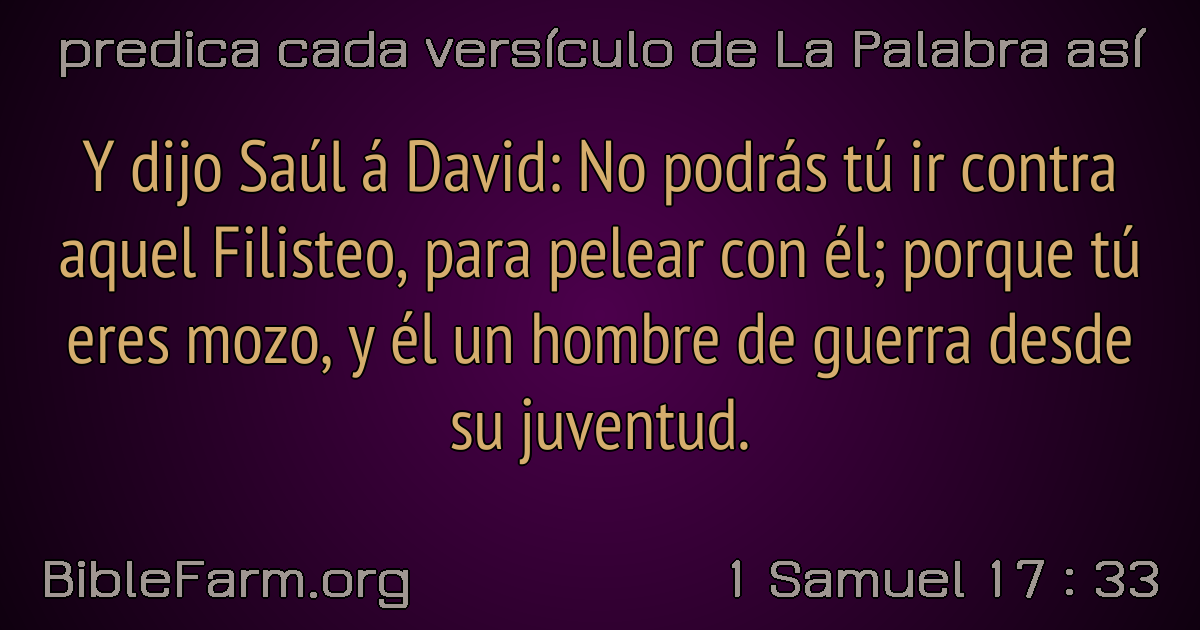 predica cada versículo de La Palabra así
Y dijo Saúl á David: No podrás tú ir contra
aquel Filisteo, para pelear con él; porque tú
eres mozo, y él un hombre de guerra desde
su juventud.
BibleFarm.org
1 Samuel 17 : 33